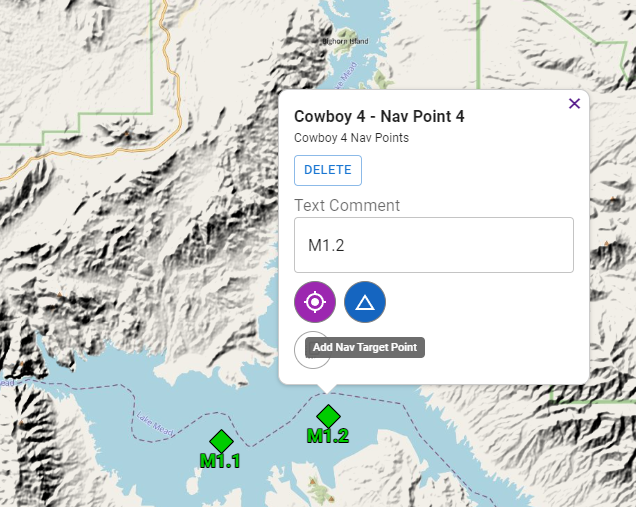 Bighorn Island
Lake Mead
×
Cowboy 4 - Nav Point 4
Cowboy 4 Nav Points
DELETE
Text Comment
M1.2
Add Nav Target Point
Mead
Lake Mead
M1.2
M1.1